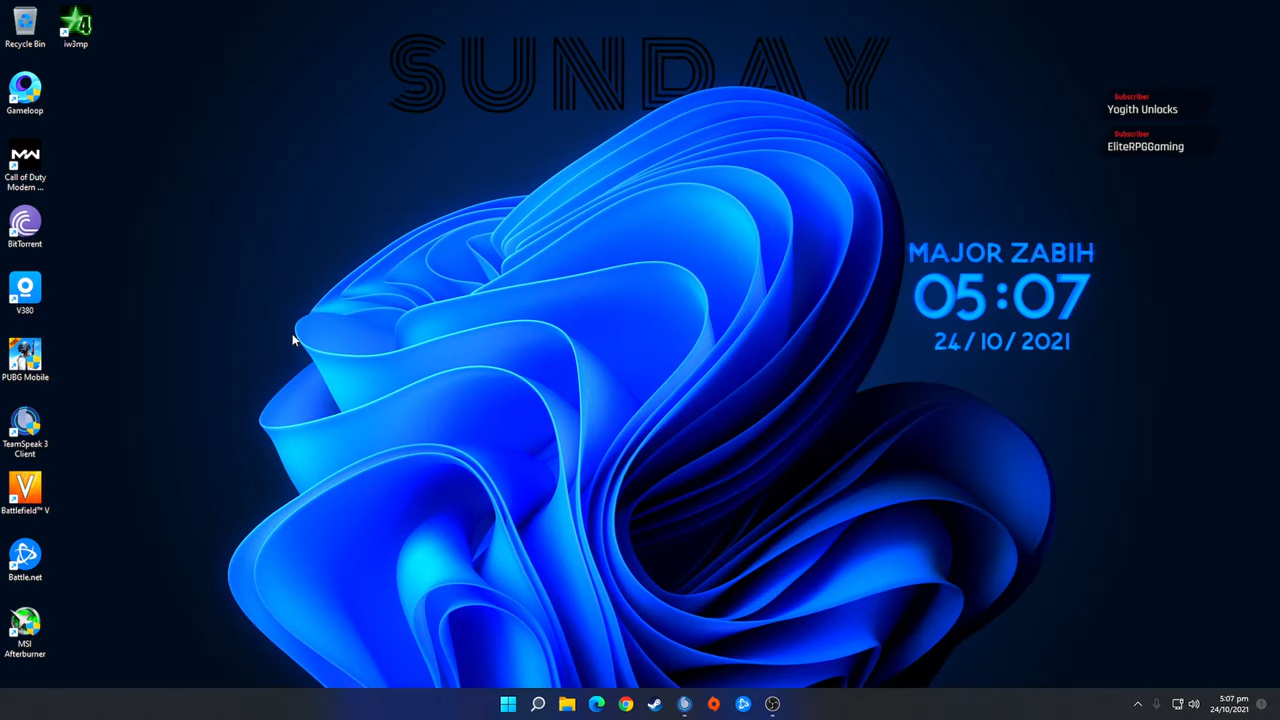 Recycle Bin
iw3mp
Gameloop
Call of Duty
Modern ...
BitTorrent
V380
PUBG Mobile
TeamSpeak 3
Client
Battlefield™ V
Battle.net
MSI
Afterburner
SUNDAY
Subscriber
Yogith Unlocks
Subscriber
EliteRPGGaming
MAJOR ZABIH
05:07
24/10/2021
5:07 pm
24/10/2021
1